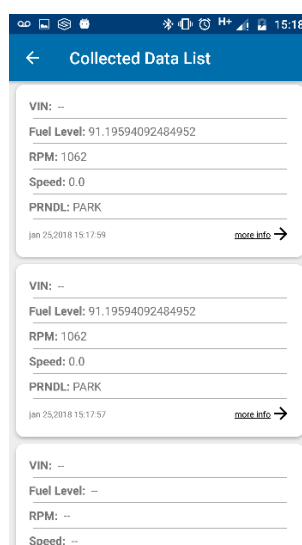 H+ 15:18
Collected Data List
VIN: --
Fuel Level: 91.19594092484952
RPM: 1062
Speed: 0.0
PRNDL: PARK
jan 25,2018 15:17:59 more info
VIN: --
Fuel Level: 91.19594092484952
RPM: 1062
Speed: 0.0
PRNDL: PARK
jan 25,2018 15:17:57 more info
VIN: --
Fuel Level: --
RPM: --
Speed: --